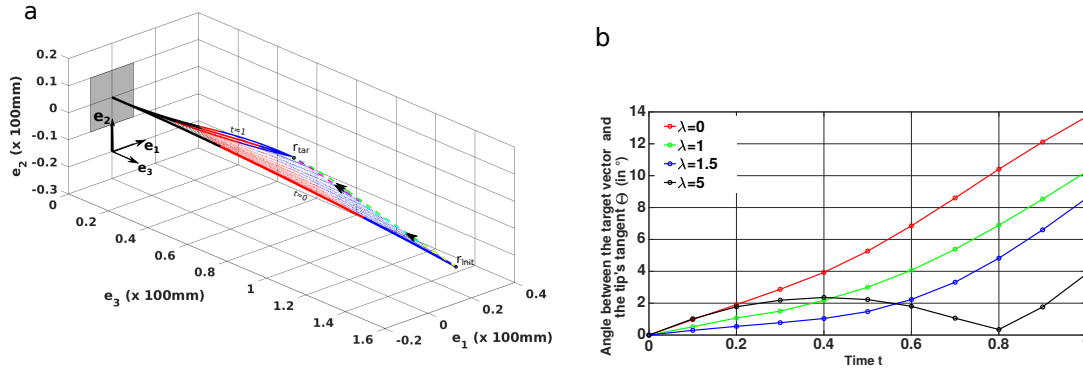 a
0.2
0.1
0
-0.1
-0.2
-0.3
e2 (x 100mm)
e2
e1
e3
t=1
rtar
t=0
rinit
0
0.2
0.4
0.6
0.8
1
1.2
1.4
1.6
e3 (x 100mm)
-0.2
0
0.2
0.4
e1 (x 100mm)
b
Angle between the target vector and
the tip's tangent Θ (in °)
14
12
10
8
6
4
2
0
λ=0
λ=1
λ=1.5
λ=5
0
0.2
0.4
0.6
0.8
Time t